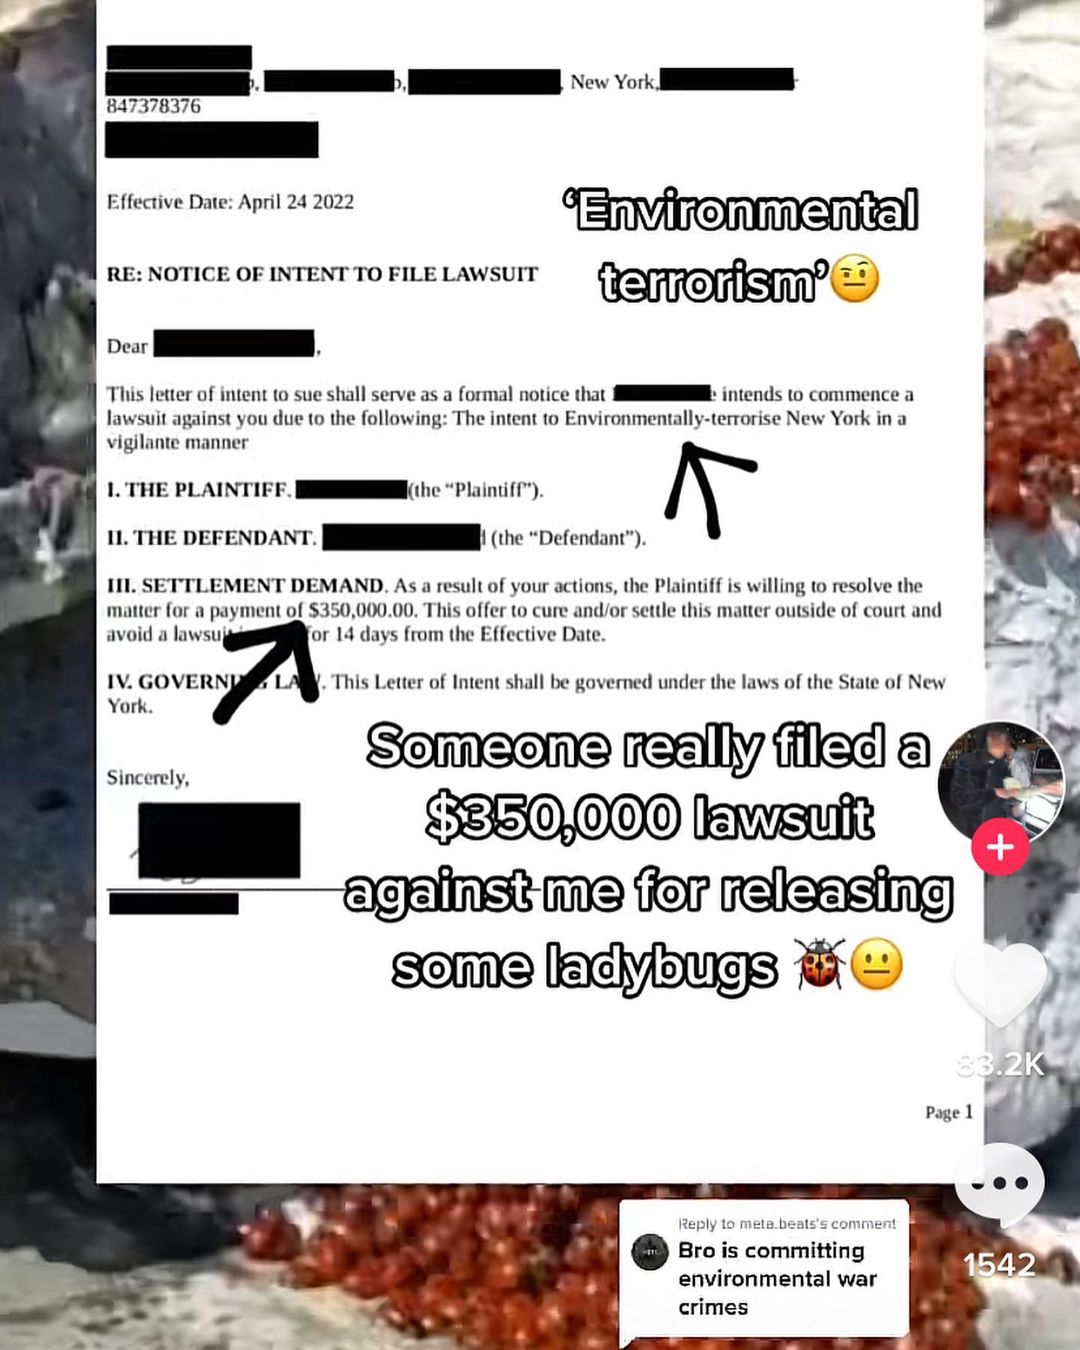 New York,
847378376
Effective Date: April 24 2022
'Environmental
terrorism'
RE: NOTICE OF INTENT TO FILE LAWSUIT
Dear
This letter of intent to sue shall serve as a formal notice that intends to commence a
lawsuit against you due to the following: The intent to Environmentally-terrorise New York in a
vigilante manner
I. THE PLAINTIFF. (the “Plaintiff”).
II. THE DEFENDANT. (the “Defendant”).
III. SETTLEMENT DEMAND. As a result of your actions, the Plaintiff is willing to resolve the
matter for a payment of $350,000.00. This offer to cure and/or settle this matter outside of court and
avoid a lawsuit for 14 days from the Effective Date.
IV. GOVERNING LAW. This Letter of Intent shall be governed under the laws of the State of New
York.
Sincerely,
Someone really filed a
$350,000 lawsuit
against me for releasing
some ladybugs 🐞😐
83.2K
Page 1
1542
Reply to meta.beats's comment
Bro is committing
environmental war
crimes